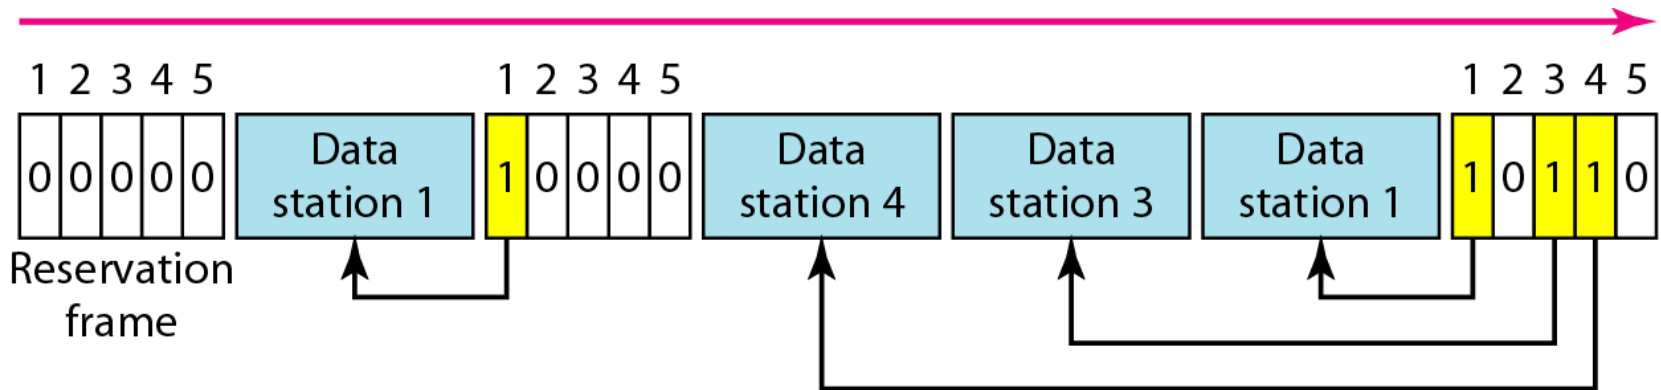 1 2 3 4 5 1 2 3 4 5 1 2 3 4 5
0 0 0 0 0 Data station 1 1 0 0 0 0 Data station 4 Data station 3 Data station 1 1 0 1 1 0
Reservation
frame